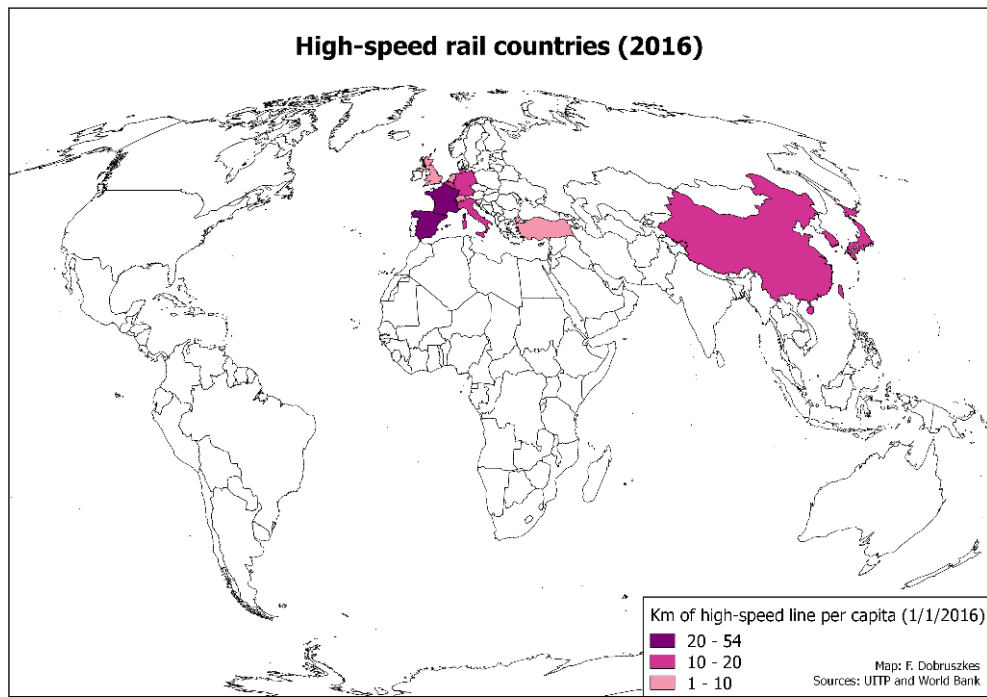 High-speed rail countries (2016)
Km of high-speed line per capita (1/1/2016)
20 - 54
10 - 20
1 - 10
Map: F. Dobruszkes
Sources: UITP and World Bank